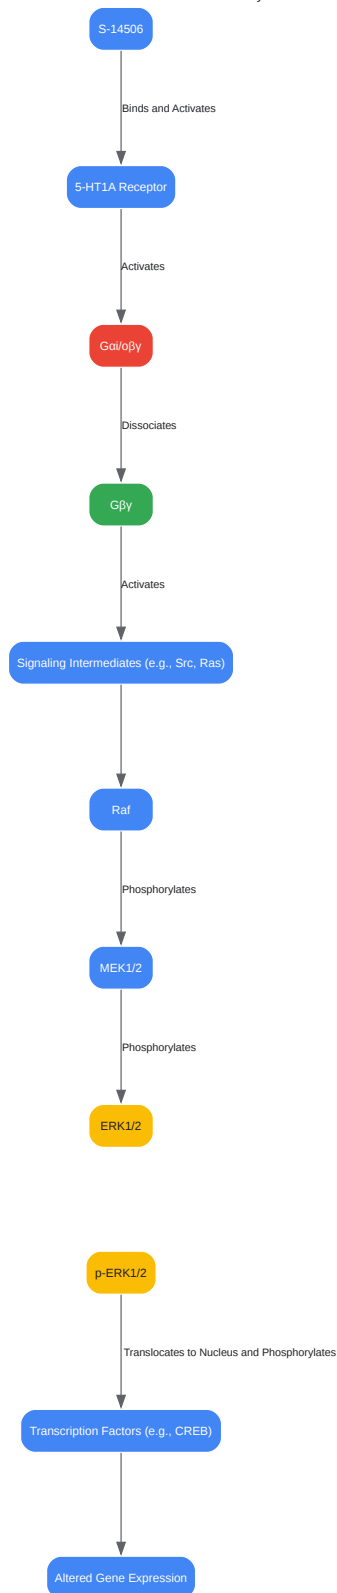 S-14506
Binds and Activates
5-HT1A Receptor
Activates
Gαi/oβγ
Dissociates
Gβγ
Activates
Signaling Intermediates (e.g., Src, Ras)
Raf
Phosphorylates
MEK1/2
Phosphorylates
ERK1/2
p-ERK1/2
Translocates to Nucleus and Phosphorylates
Transcription Factors (e.g., CREB)
Altered Gene Expression